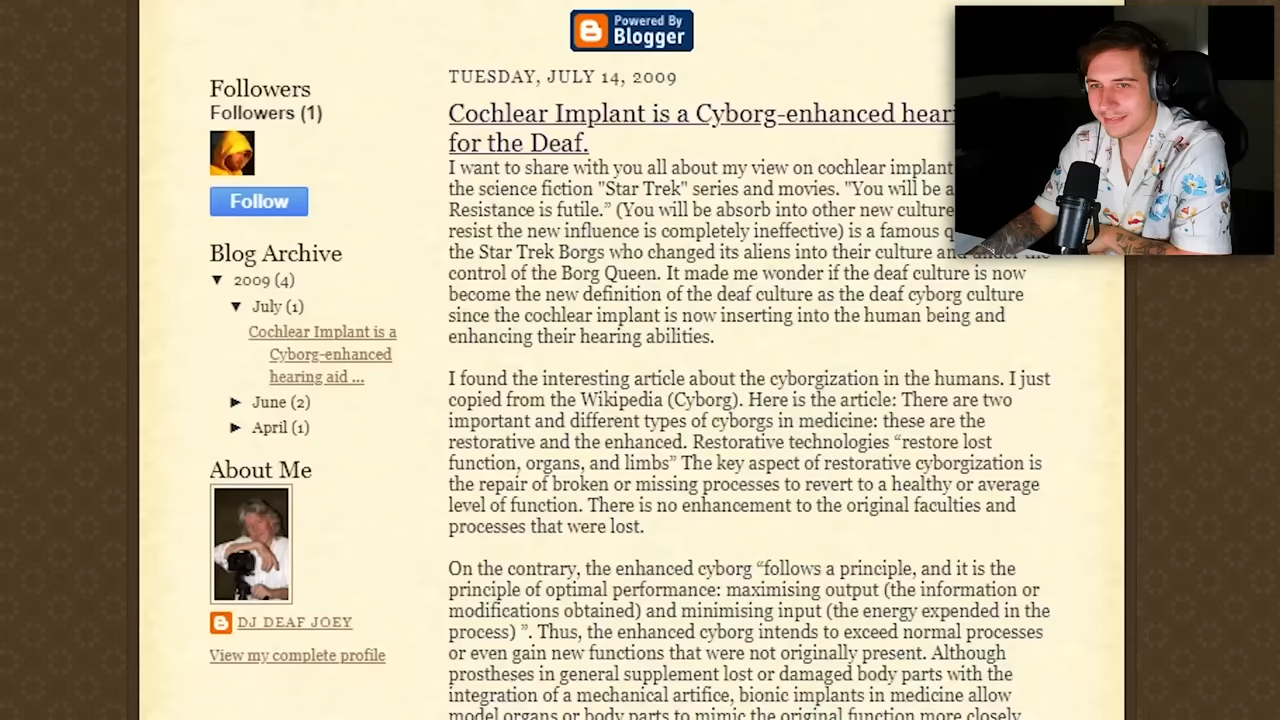 Powered By
Blogger
Followers
Followers (1)
Follow
Blog Archive
▼ 2009 (4)
▼ July (1)
Cochlear Implant is a
Cyborg-enhanced
hearing aid ...
► June (2)
► April (1)
About Me
DJ DEAF JOEY
View my complete profile
TUESDAY, JULY 14, 2009
Cochlear Implant is a Cyborg-enhanced
for the Deaf.
I want to share with you all about my view on cochlear implant
the science fiction "Star Trek" series and movies. "You will be
Resistance is futile.” (You will be absorb into other new culture
resist the new influence is completely ineffective) is a famous
the Star Trek Borgs who changed its aliens into their culture and under the
control of the Borg Queen. It made me wonder if the deaf culture is now
become the new definition of the deaf culture as the deaf cyborg culture
since the cochlear implant is now inserting into the human being and
enhancing their hearing abilities.
I found the interesting article about the cyborgization in the humans. I just
copied from the Wikipedia (Cyborg). Here is the article: There are two
important and different types of cyborgs in medicine: these are the
restorative and the enhanced. Restorative technologies “restore lost
function, organs, and limbs” The key aspect of restorative cyborgization is
the repair of broken or missing processes to revert to a healthy or average
level of function. There is no enhancement to the original faculties and
processes that were lost.
On the contrary, the enhanced cyborg “follows a principle, and it is the
principle of optimal performance: maximising output (the information or
modifications obtained) and minimising input (the energy expended in the
process) ”. Thus, the enhanced cyborg intends to exceed normal processes
or even gain new functions that were not originally present. Although
prostheses in general supplement lost or damaged body parts with the
integration of a mechanical artifice, bionic implants in medicine allow
model organs or body parts to mimic the original function more closely